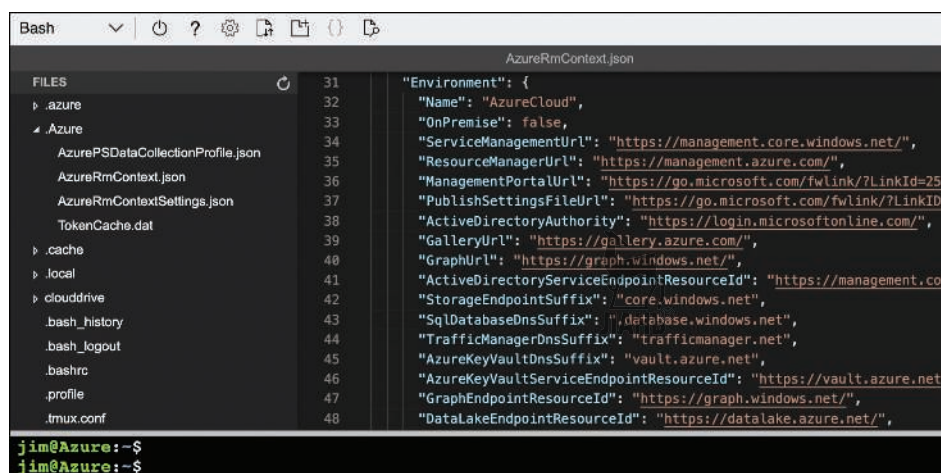 Bash
?
{}
AzureRmContext.json
FILES
.azure
.Azure
AzurePSDataCollectionProfile.json
AzureRmContext.json
AzureRmContextSettings.json
TokenCache.dat
.cache
.local
clouddrive
.bash_history
.bash_logout
.bashrc
.profile
.tmux.conf
31 "Environment": {
32 "Name": "AzureCloud",
33 "OnPremise": false,
34 "ServiceManagementUrl": "https://management.core.windows.net/",
35 "ResourceManagerUrl": "https://management.azure.com/",
36 "ManagementPortalUrl": "https://go.microsoft.com/fwlink/?LinkId=25
37 "PublishSettingsFileUrl": "https://go.microsoft.com/fwlink/?LinkID
38 "ActiveDirectoryAuthority": "https://login.microsoftonline.com/",
39 "GalleryUrl": "https://gallery.azure.com/",
40 "GraphUrl": "https://graph.windows.net/",
41 "ActiveDirectoryServiceEndpointResourceId": "https://management.co
42 "StorageEndpointSuffix": "core.windows.net",
43 "SqlDatabaseDnsSuffix": ".database.windows.net",
44 "TrafficManagerDnsSuffix": "trafficmanager.net",
45 "AzureKeyVaultDnsSuffix": "vault.azure.net",
46 "AzureKeyVaultServiceEndpointResourceId": "https://vault.azure.net
47 "GraphEndpointResourceId": "https://graph.windows.net/",
48 "DataLakeEndpointResourceId": "https://datalake.azure.net/",
jim@Azure:~$
jim@Azure:~$